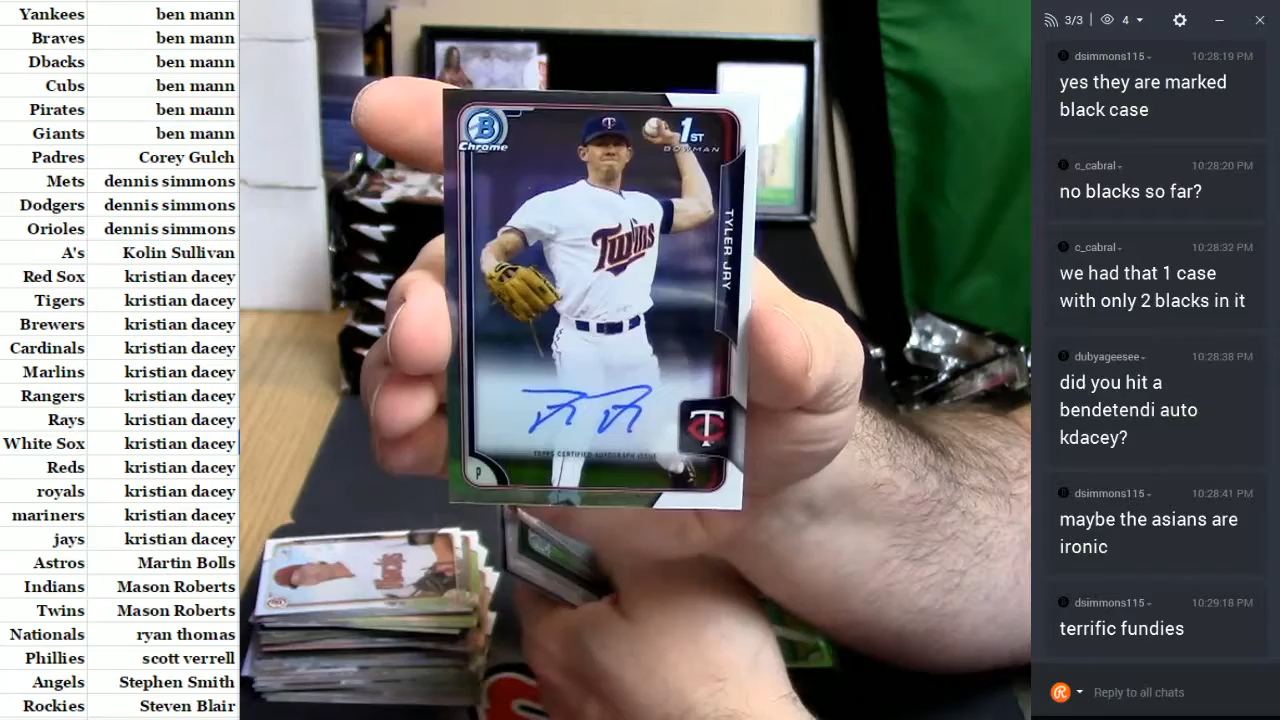 Yankees ben mann
Braves ben mann
Dbacks ben mann
Cubs ben mann
Pirates ben mann
Giants ben mann
Padres Corey Gulch
Mets dennis simmons
Dodgers dennis simmons
Orioles dennis simmons
A's Kolin Sullivan
Red Sox kristian dacey
Tigers kristian dacey
Brewers kristian dacey
Cardinals kristian dacey
Marlins kristian dacey
Rangers kristian dacey
Rays kristian dacey
White Sox kristian dacey
Reds kristian dacey
royals kristian dacey
mariners kristian dacey
jays kristian dacey
Astros Martin Bolls
Indians Mason Roberts
Twins Mason Roberts
Nationals ryan thomas
Phillies scott verrell
Angels Stephen Smith
Rockies Steven Blair
B
Chrome
1ST
BOWMAN
T
Twins
TYLER JAY
TC
TOPPS CERTIFIED AUTOGRAPH ISSUE
P
3/3 4
dsimmons115 10:28:19 PM
yes they are marked
black case
c_cabral 10:28:20 PM
no blacks so far?
c_cabral 10:28:32 PM
we had that 1 case
with only 2 blacks in it
dubyageesee 10:28:38 PM
did you hit a
bendetendi auto
kdacey?
dsimmons115 10:28:41 PM
maybe the asians are
ironic
dsimmons115 10:29:18 PM
terrific fundies
Reply to all chats